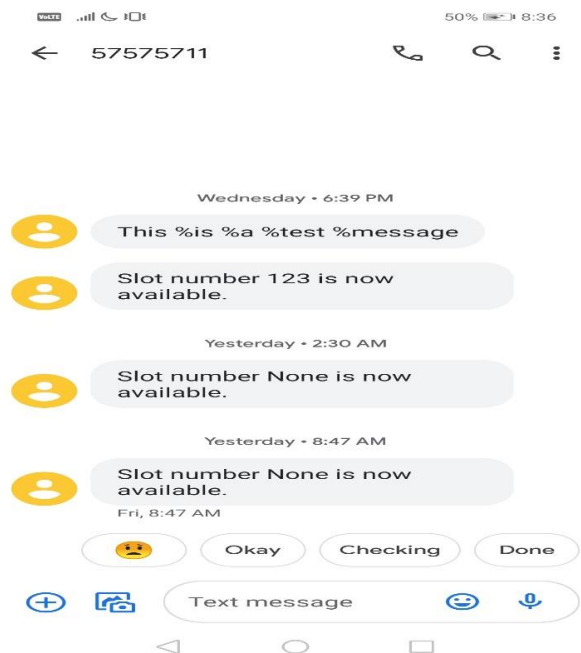 VoLTE 50% 8:36
57575711
Wednesday • 6:39 PM
This %is %a %test %message
Slot number 123 is now
available.
Yesterday • 2:30 AM
Slot number None is now
available.
Yesterday • 8:47 AM
Slot number None is now
available.
Fri, 8:47 AM
Okay Checking Done
Text message